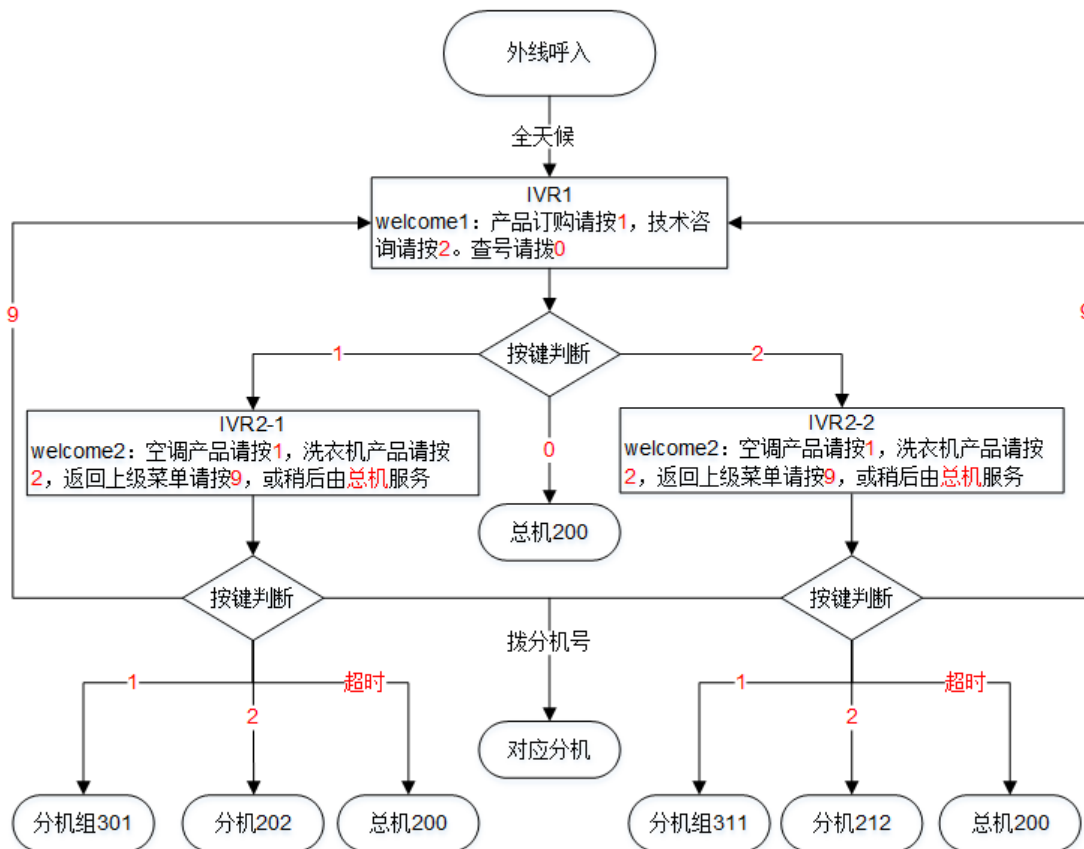 外线呼入
全天候
IVR1
welcome1：产品订购请按1，技术咨
询请按2。查号请拨0
9
9
按键判断
1
2
IVR2-1
welcome2：空调产品请按1，洗衣机产品请按
2，返回上级菜单请按9，或稍后由总机服务
0
IVR2-2
welcome2：空调产品请按1，洗衣机产品请按
2，返回上级菜单请按9，或稍后由总机服务
总机200
按键判断
按键判断
拨分机号
1
2
超时
1
2
超时
对应分机
分机组301
分机202
总机200
分机组311
分机212
总机200